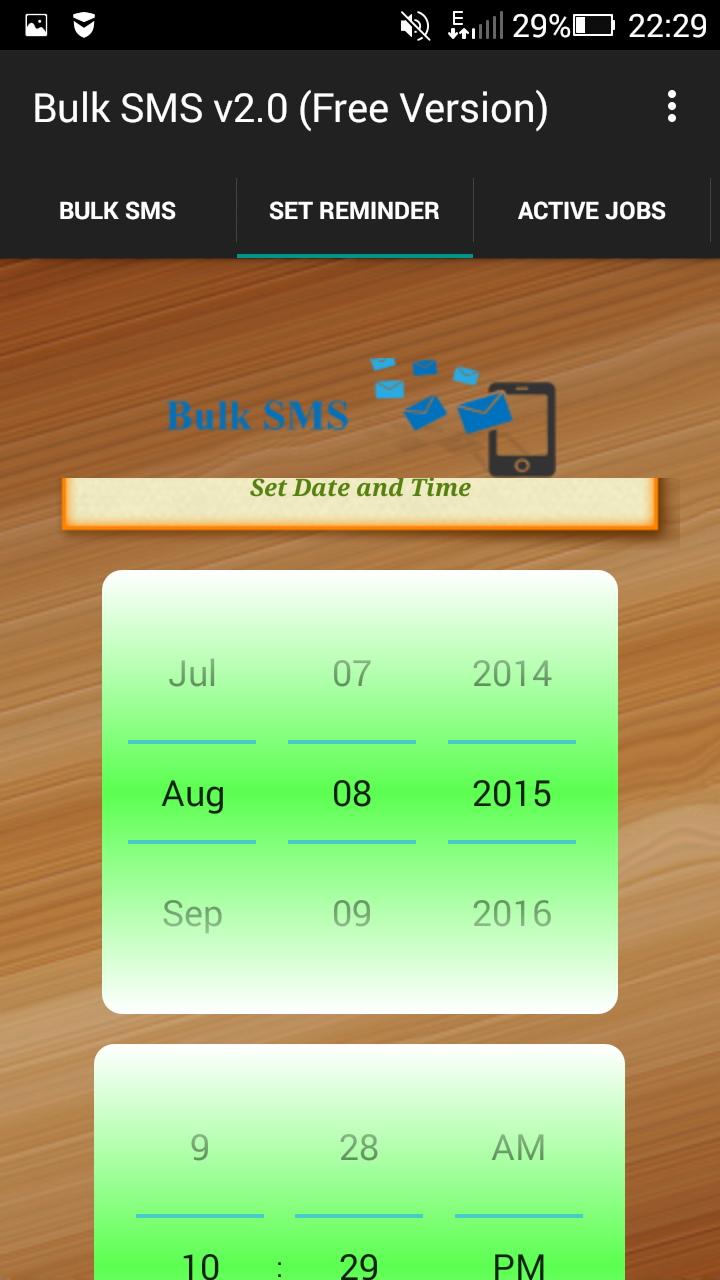 E 29% 22:29
Bulk SMS v2.0 (Free Version)
BULK SMS SET REMINDER ACTIVE JOBS
Bulk SMS
Set Date and Time
Jul 07 2014
Aug 08 2015
Sep 09 2016
9 28 AM
10 : 29 PM